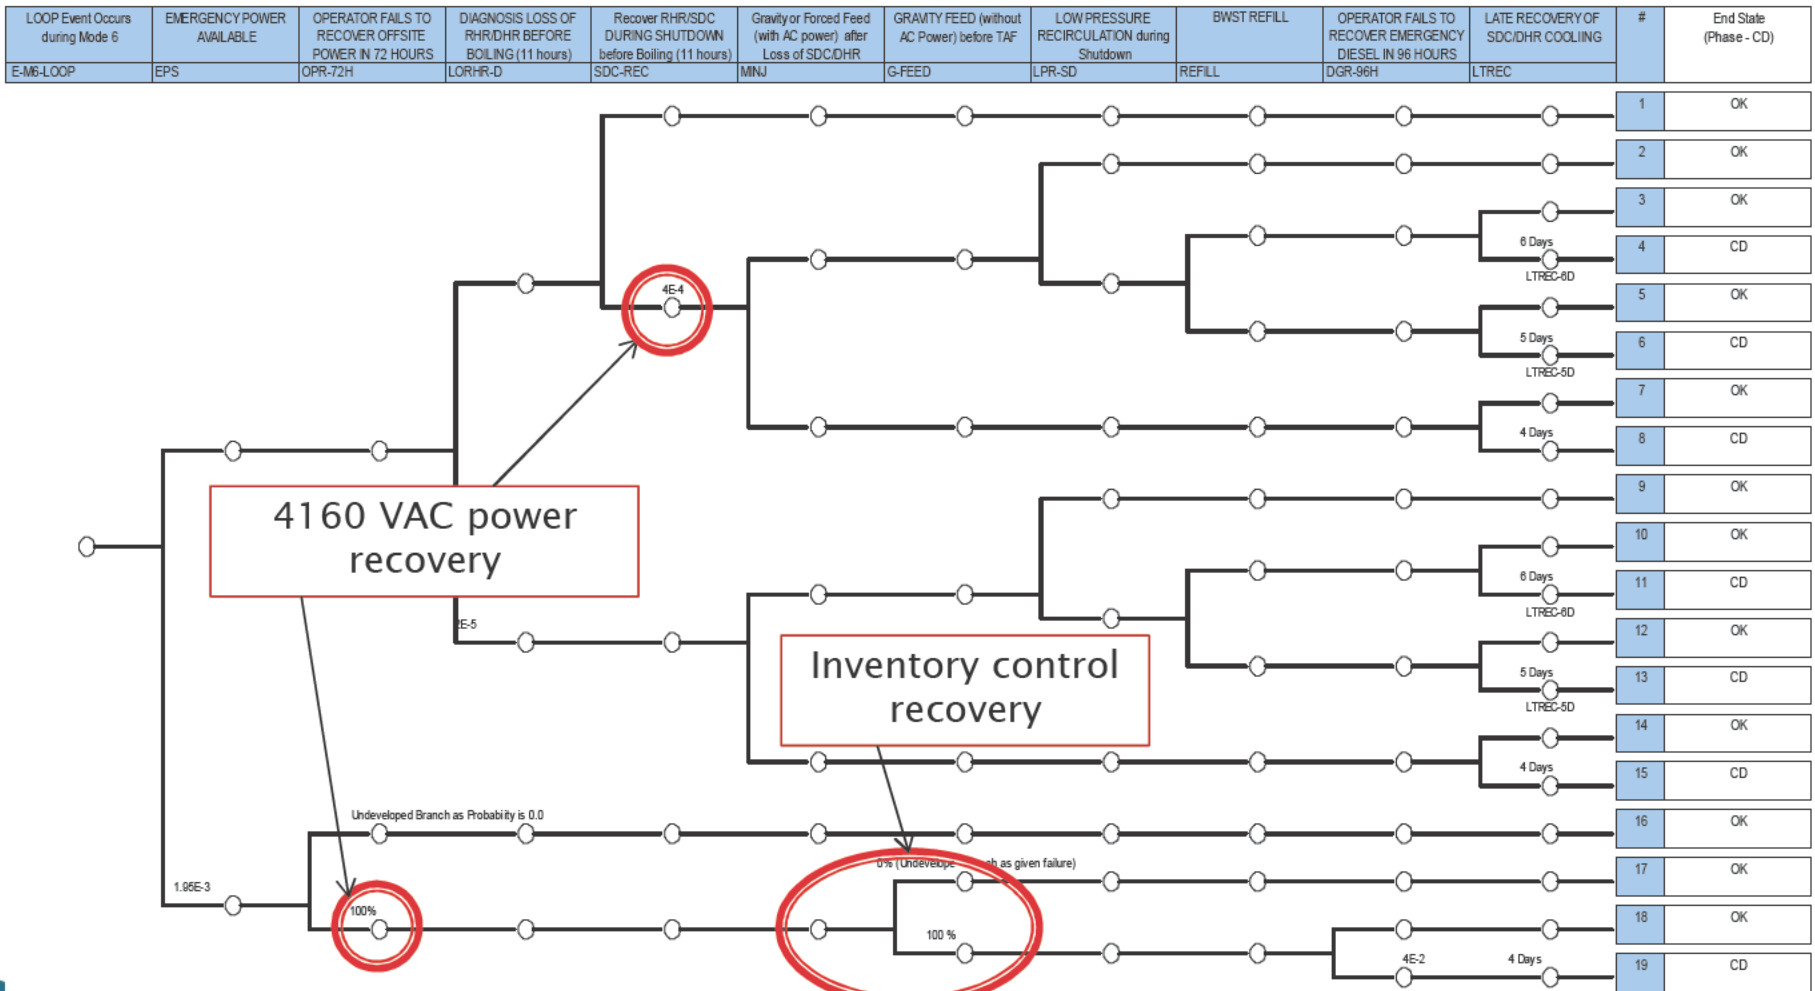 LOOP Event Occurs
during Mode 6
E-M6-LOOP
EMERGENCY POWER
AVAILABLE
EPS
OPERATOR FAILS TO
RECOVER OFFSITE
POWER IN 72 HOURS
OPR-72H
DIAGNOSIS LOSS OF
RHR/DHR BEFORE
BOILING (11 hours)
LORHR-D
Recover RHR/SDC
DURING SHUTDOWN
before Boiling (11 hours)
SDC-REC
Gravity or Forced Feed
(with AC power) after
Loss of SDC/DHR
MINJ
GRAVITY FEED (without
AC Power) before TAF
G-FEED
LOW PRESSURE
RECIRCULATION during
Shutdown
LPR-SD
BWST REFILL
REFILL
OPERATOR FAILS TO
RECOVER EMERGENCY
DIESEL IN 96 HOURS
DGR-96H
LATE RECOVERY OF
SDC/DHR COOLIING
LTREC
#
End State
(Phase - CD)
1 OK
2 OK
3 OK
6 Days
4 CD
LTREC-6D
4E-4
5 OK
5 Days
6 CD
LTREC-5D
7 OK
4 Days
8 CD
9 OK
4160 VAC power
recovery
10 OK
6 Days
11 CD
LTREC-6D
2E-5
12 OK
Inventory control
recovery
5 Days
13 CD
LTREC-5D
14 OK
4 Days
15 CD
Undeveloped Branch as Probability is 0.0
16 OK
0% (Undevelope ch as given failure)
17 OK
1.95E-3
100%
18 OK
100 %
4E-2
4 Days
19 CD